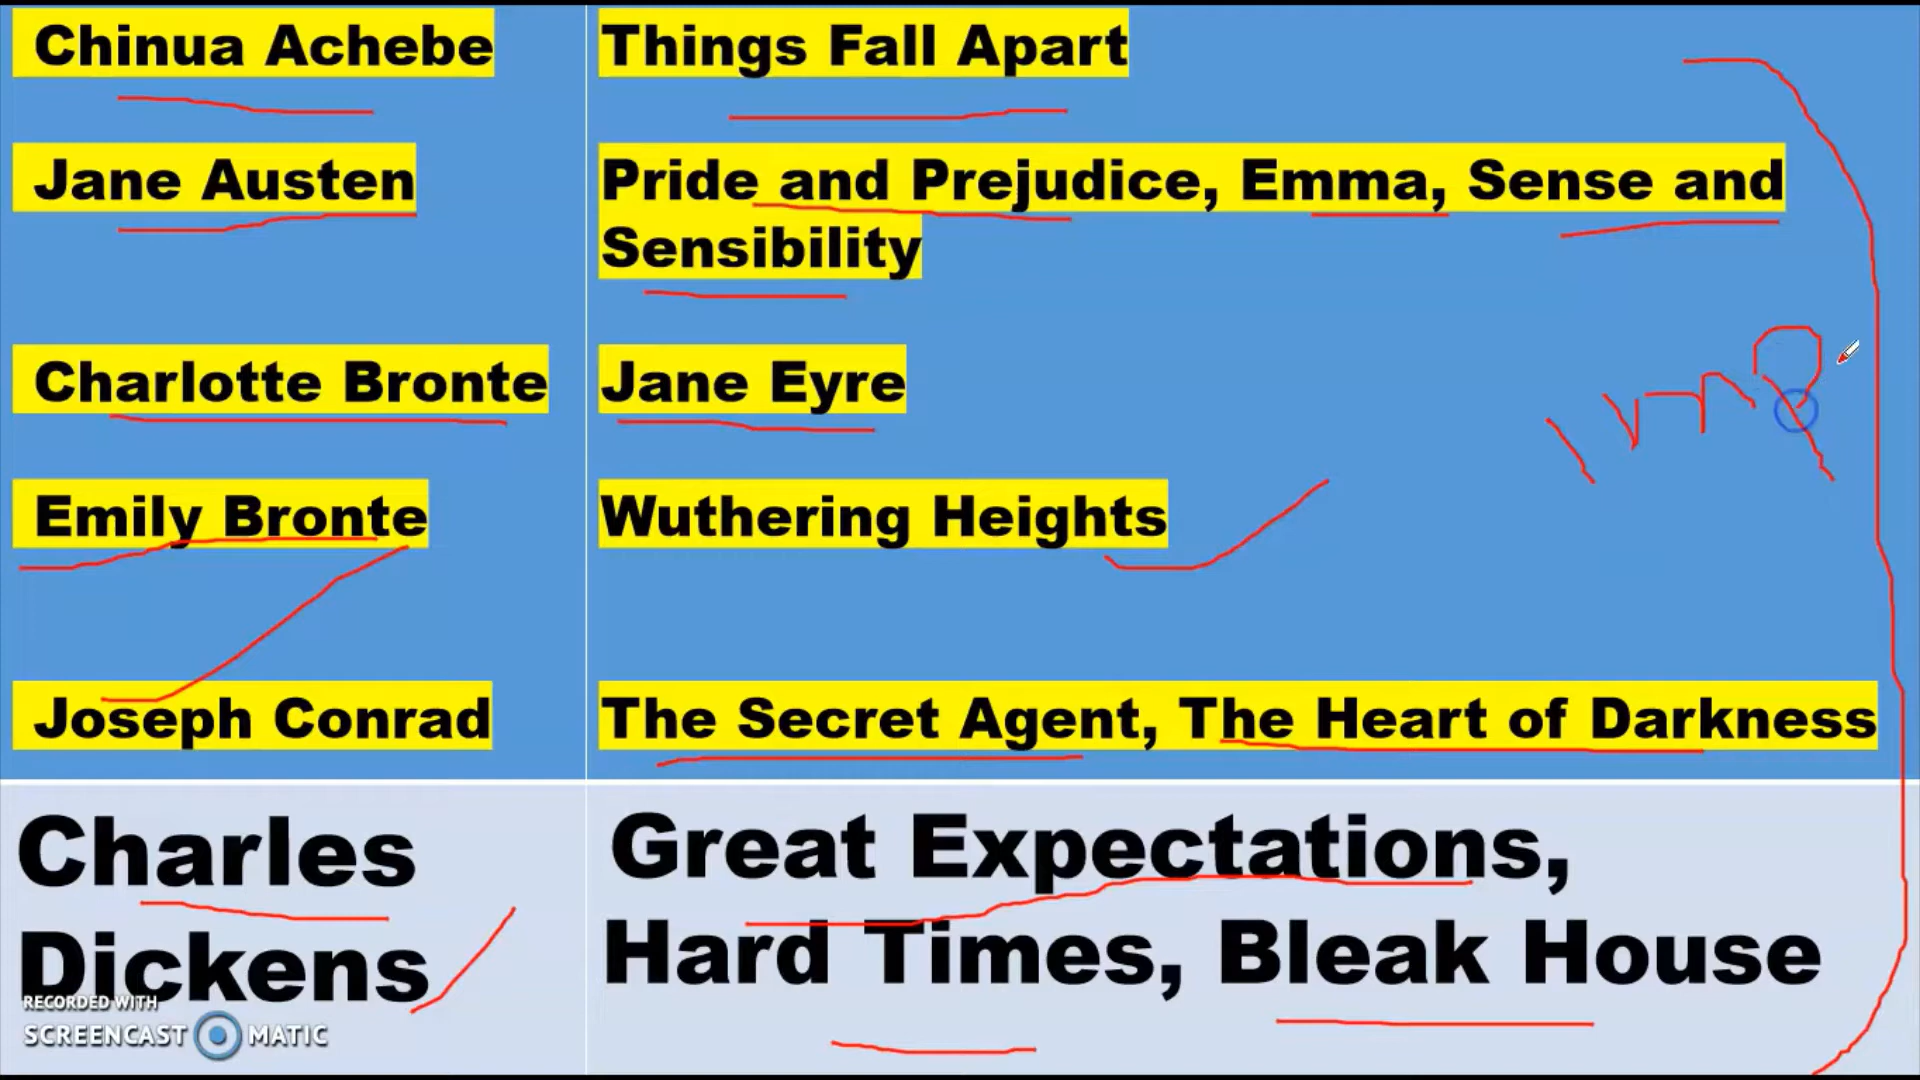 Chinua Achebe Things Fall Apart
Jane Austen Pride and Prejudice, Emma, Sense and
Sensibility
Charlotte Bronte Jane Eyre
imp
Emily Bronte Wuthering Heights
Joseph Conrad The Secret Agent, The Heart of Darkness
Charles Great Expectations,
Dickens Hard Times, Bleak House
RECORDED WITH
SCREENCAST MATIC